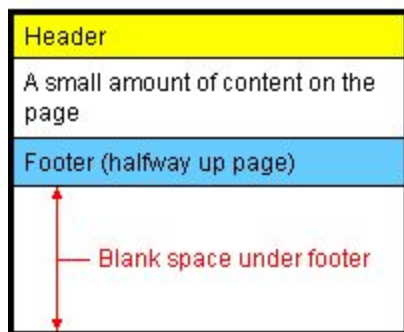 Header
A small amount of content on the
page
Footer (halfway up page)
Blank space under footer